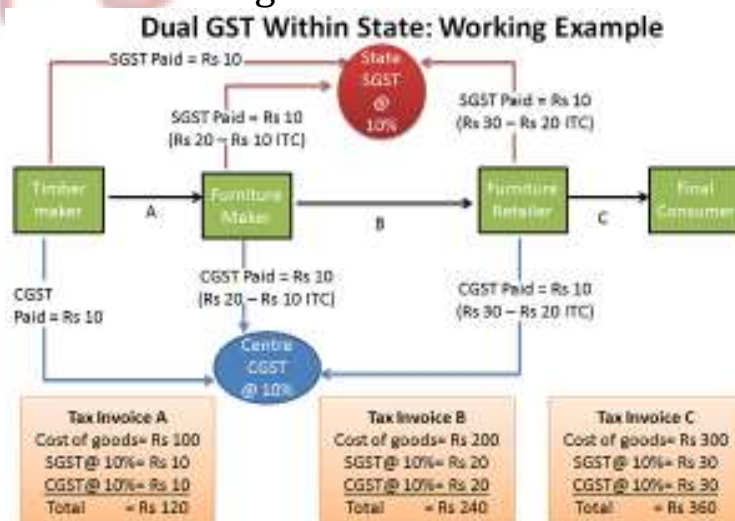 Dual GST Within State: Working Example
SGST Paid = Rs 10
State
SGST
@
10%
SGST Paid = Rs 10
(Rs 20 – Rs 10 ITC)
SGST Paid = Rs 10
(Rs 30 – Rs 20 ITC)
Timber
maker
A
Furniture
Maker
B
Furniture
Retailer
C
Final
Consumer
CGST
Paid = Rs 10
CGST Paid = Rs 10
(Rs 20 – Rs 10 ITC)
CGST Paid = Rs 10
(Rs 30 – Rs 20 ITC)
Centre
CGST
@ 10%
Tax Invoice A
Cost of goods= Rs 100
SGST@ 10%= Rs 10
CGST@ 10%= Rs 10
Total = Rs 120
Tax Invoice B
Cost of goods= Rs 200
SGST@ 10%= Rs 20
CGST@ 10%= Rs 20
Total = Rs 240
Tax Invoice C
Cost of goods= Rs 300
SGST@ 10%= Rs 30
CGST@ 10%= Rs 30
Total = Rs 360